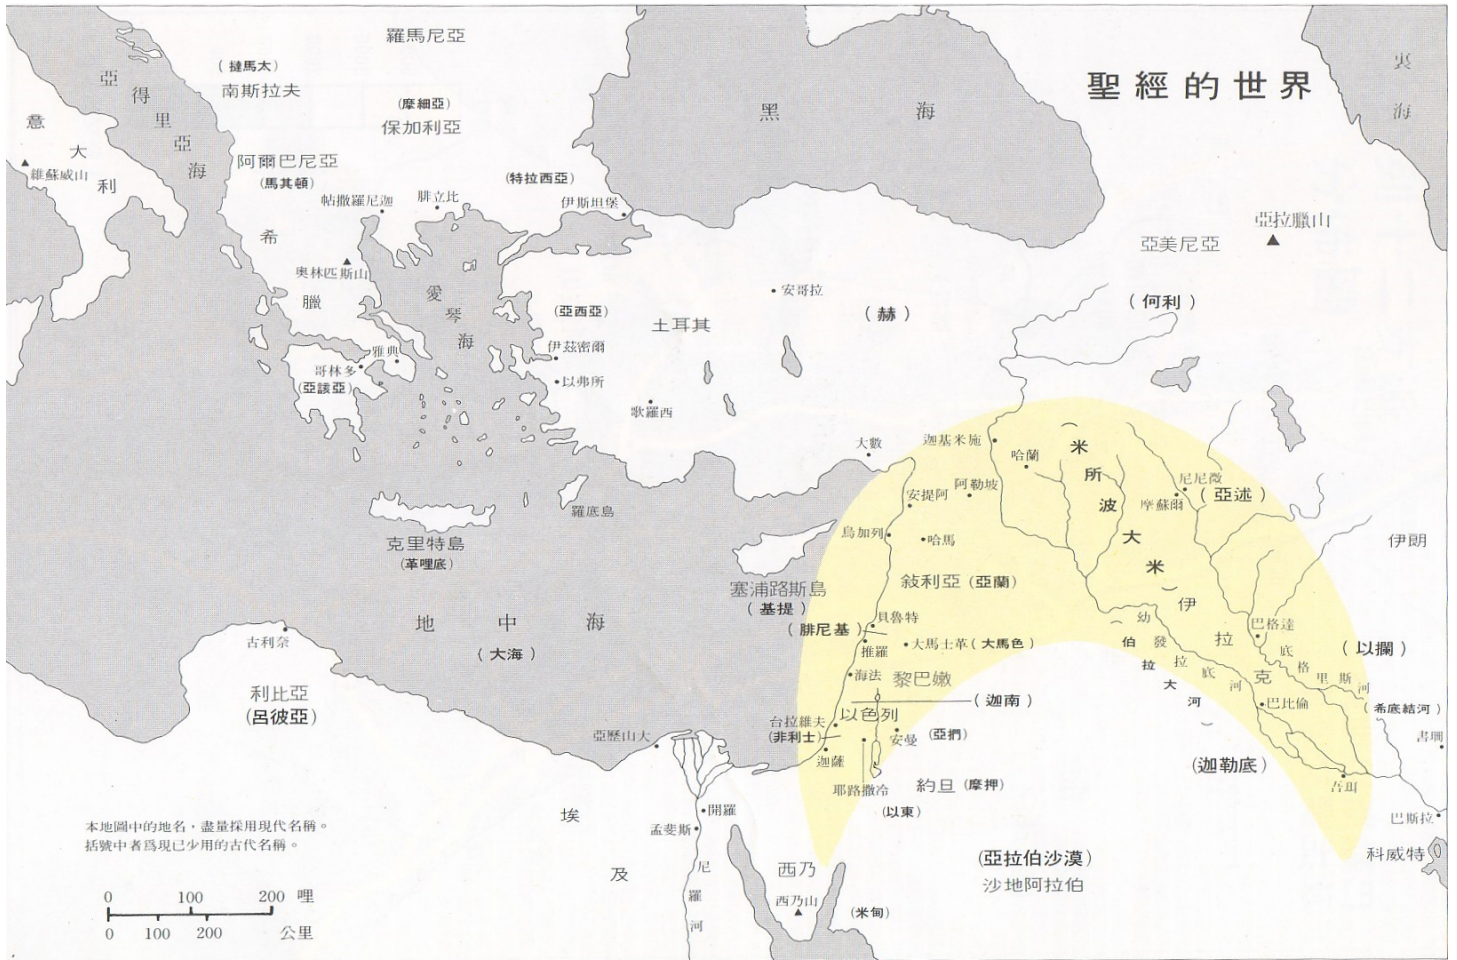 聖經的世界
羅馬尼亞
(撻馬太)
南斯拉夫
(摩細亞)
保加利亞
亞得里亞海
意大利
維蘇威山
阿爾巴尼亞
(馬其頓)
帖撒羅尼迦
腓立比
(特拉西亞)
伊斯坦堡
黑海
裏海
亞拉臘山
亞美尼亞
希臘
奧林匹斯山
愛琴海
(亞西亞)
土耳其
安哥拉
(赫)
(何利)
伊茲密爾
以弗所
歌羅西
雅典
哥林多
(亞該亞)
大數
迦基米施
哈蘭
(米所波大米)
尼尼微
(亞述)
摩蘇爾
阿勒坡
安提阿
烏加列
哈馬
伊朗
羅底島
克里特島
(革哩底)
塞浦路斯島
(基提)
敍利亞(亞蘭)
地中海
(大海)
貝魯特
(腓尼基)
大馬士革(大馬色)
推羅
海法
黎巴嫩
(迦南)
以色列
台拉維夫
(非利士)
迦薩
安曼
(亞捫)
耶路撒冷
約旦(摩押)
(以東)
伊拉克
幼發拉底河
(伯拉大河)
巴格達
底格里斯河
(希底結河)
(以攔)
巴比倫
書珊
(迦勒底)
吾珥
巴斯拉
科威特
古利奈
利比亞
(呂彼亞)
亞歷山大
埃及
開羅
孟斐斯
尼羅河
西乃
西乃山
(米甸)
(亞拉伯沙漠)
沙地阿拉伯
本地圖中的地名，盡量採用現代名稱。
括號中者爲現已少用的古代名稱。
0 100 200 哩
0 100 200 公里